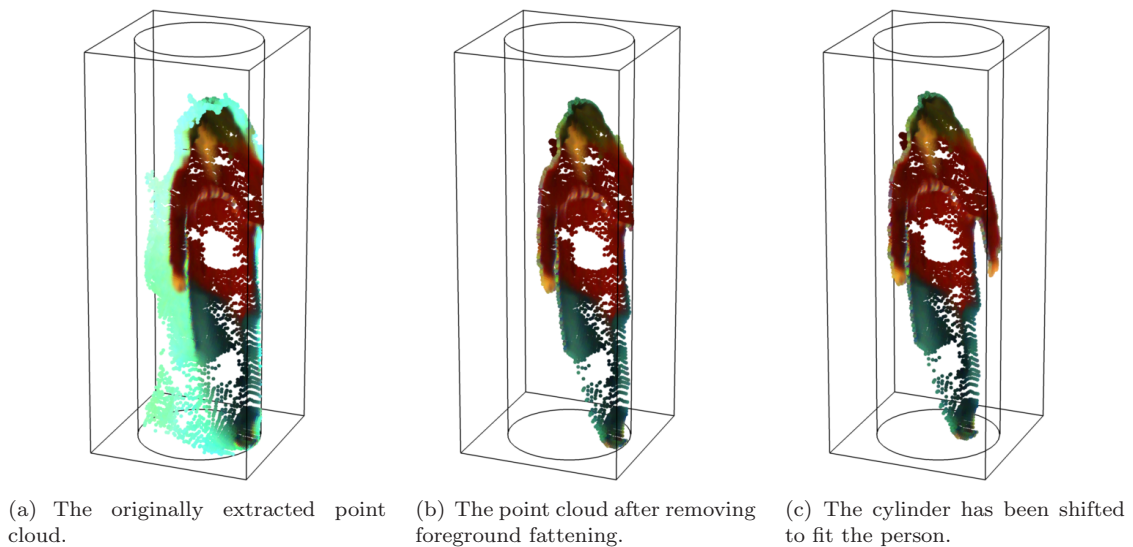 (a) The originally extracted point
cloud.
(b) The point cloud after removing
foreground fattening.
(c) The cylinder has been shifted
to fit the person.